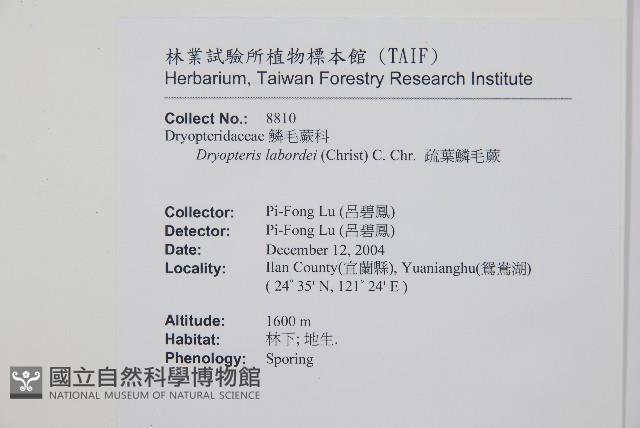 林業試驗所植物標本館 (TAIF)
Herbarium, Taiwan Forestry Research Institute
Collect No.: 8810
Dryopteridaceae 鱗毛蕨科
Dryopteris labordei (Christ) C. Chr. 疏葉鱗毛蕨
Collector: Pi-Fong Lu (呂碧鳳)
Detector: Pi-Fong Lu (呂碧鳳)
Date: December 12, 2004
Locality: Ilan County(宜蘭縣), Yuanianghu(鴛鴦湖)
( 24° 35' N, 121° 24' E )
Altitude: 1600 m
Habitat: 林下; 地生.
Phenology: Sporing
國立自然科學博物館
NATIONAL MUSEUM OF NATURAL SCIENCE